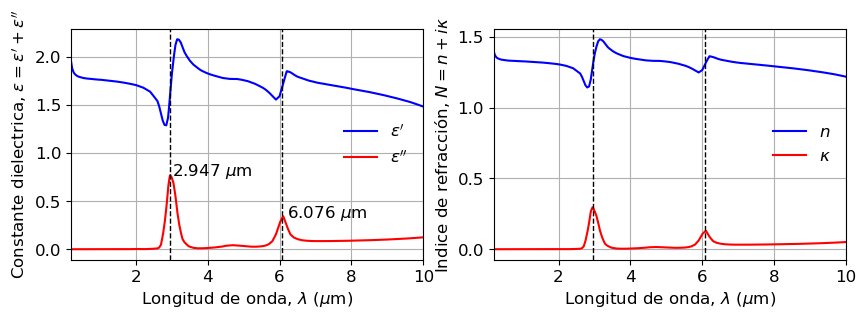 Constante dielectrica, ε = ε′ + ε″
2.0
1.5
1.0
0.5
0.0
2.947 μm
6.076 μm
ε′
ε″
2 4 6 8 10
Longitud de onda, λ (μm)
Indice de refracción, N = n + iκ
1.5
1.0
0.5
0.0
n
κ
2 4 6 8 10
Longitud de onda, λ (μm)